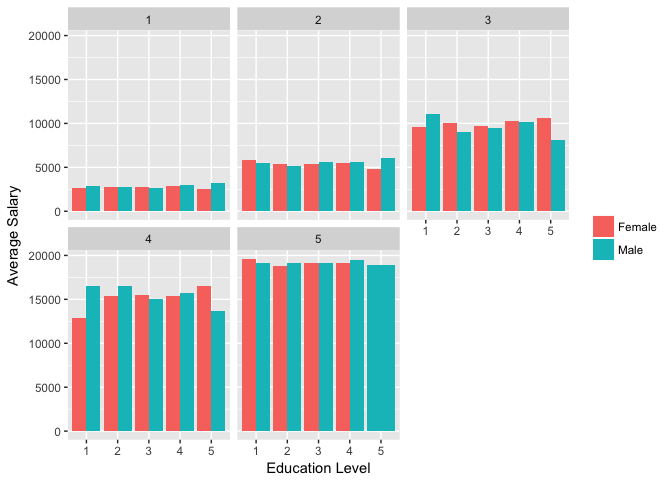 1 2 3
20000
15000
10000
5000
0
1 2 3 4 5
Average Salary
Female
Male
4 5
20000
15000
10000
5000
0
1 2 3 4 5 1 2 3 4 5
Education Level